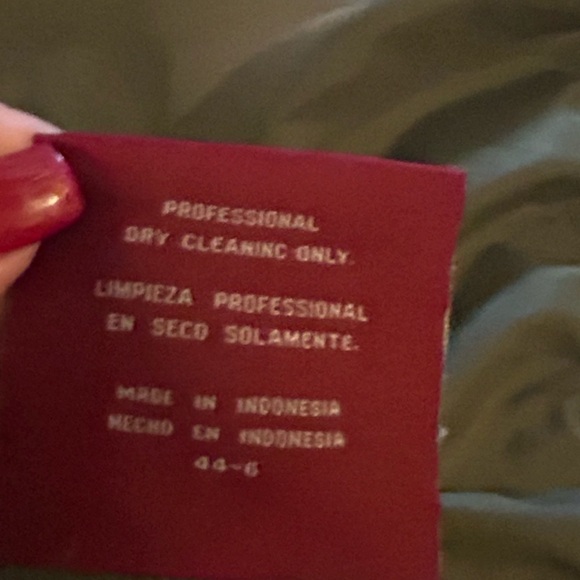 PROFESSIONAL
DRY CLEANING ONLY.
LIMPIEZA PROFESSIONAL
EN SECO SOLAMENTE.
MADE IN INDONESIA
HECHO EN INDONESIA
44-6